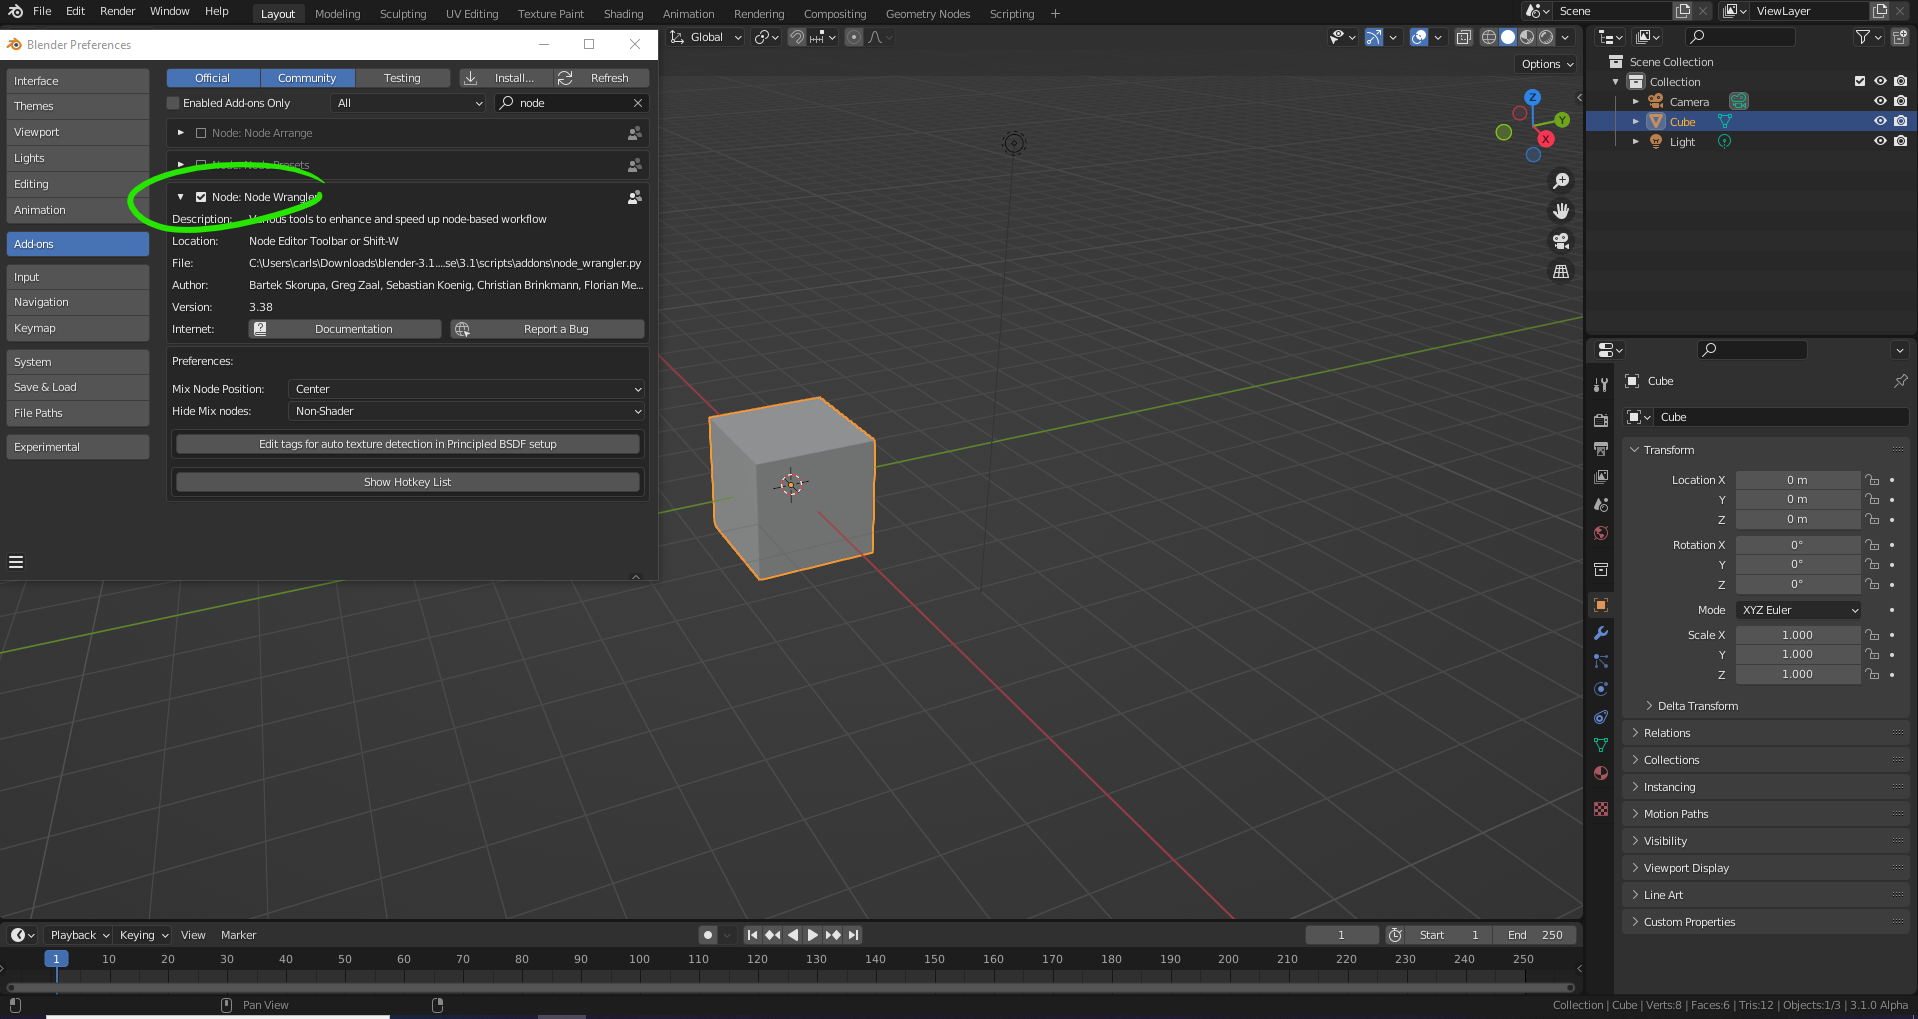 File Edit Render Window Help Layout Modeling Sculpting UV Editing Texture Paint Shading Animation Rendering Compositing Geometry Nodes Scripting + Scene ViewLayer
Blender Preferences
Global
Options
Interface
Themes
Viewport
Lights
Editing
Animation
Add-ons
Input
Navigation
Keymap
System
Save & Load
File Paths
Experimental
Official Community Testing Install... Refresh
Enabled Add-ons Only All node
Node: Node Arrange
Node: Node Presets
Node: Node Wrangler
Description: Various tools to enhance and speed up node-based workflow
Location: Node Editor Toolbar or Shift-W
File: C:\Users\carls\Downloads\blender-3.1....se\3.1\scripts\addons\node_wrangler.py
Author: Bartek Skorupa, Greg Zaal, Sebastian Koenig, Christian Brinkmann, Florian Me...
Version: 3.38
Internet: Documentation Report a Bug
Preferences:
Mix Node Position: Center
Hide Mix nodes: Non-Shader
Edit tags for auto texture detection in Principled BSDF setup
Show Hotkey List
Z
Y
X
Scene Collection
Collection
Camera
Cube
Light
Cube
Cube
Transform
Location X 0 m
Y 0 m
Z 0 m
Rotation X 0°
Y 0°
Z 0°
Mode XYZ Euler
Scale X 1.000
Y 1.000
Z 1.000
Delta Transform
Relations
Collections
Instancing
Motion Paths
Visibility
Viewport Display
Line Art
Custom Properties
Playback Keying View Marker 1 Start 1 End 250
1 10 20 30 40 50 60 70 80 90 100 110 120 130 140 150 160 170 180 190 200 210 220 230 240 250
Pan View
Collection | Cube | Verts:8 | Faces:6 | Tris:12 | Objects:1/3 | 3.1.0 Alpha